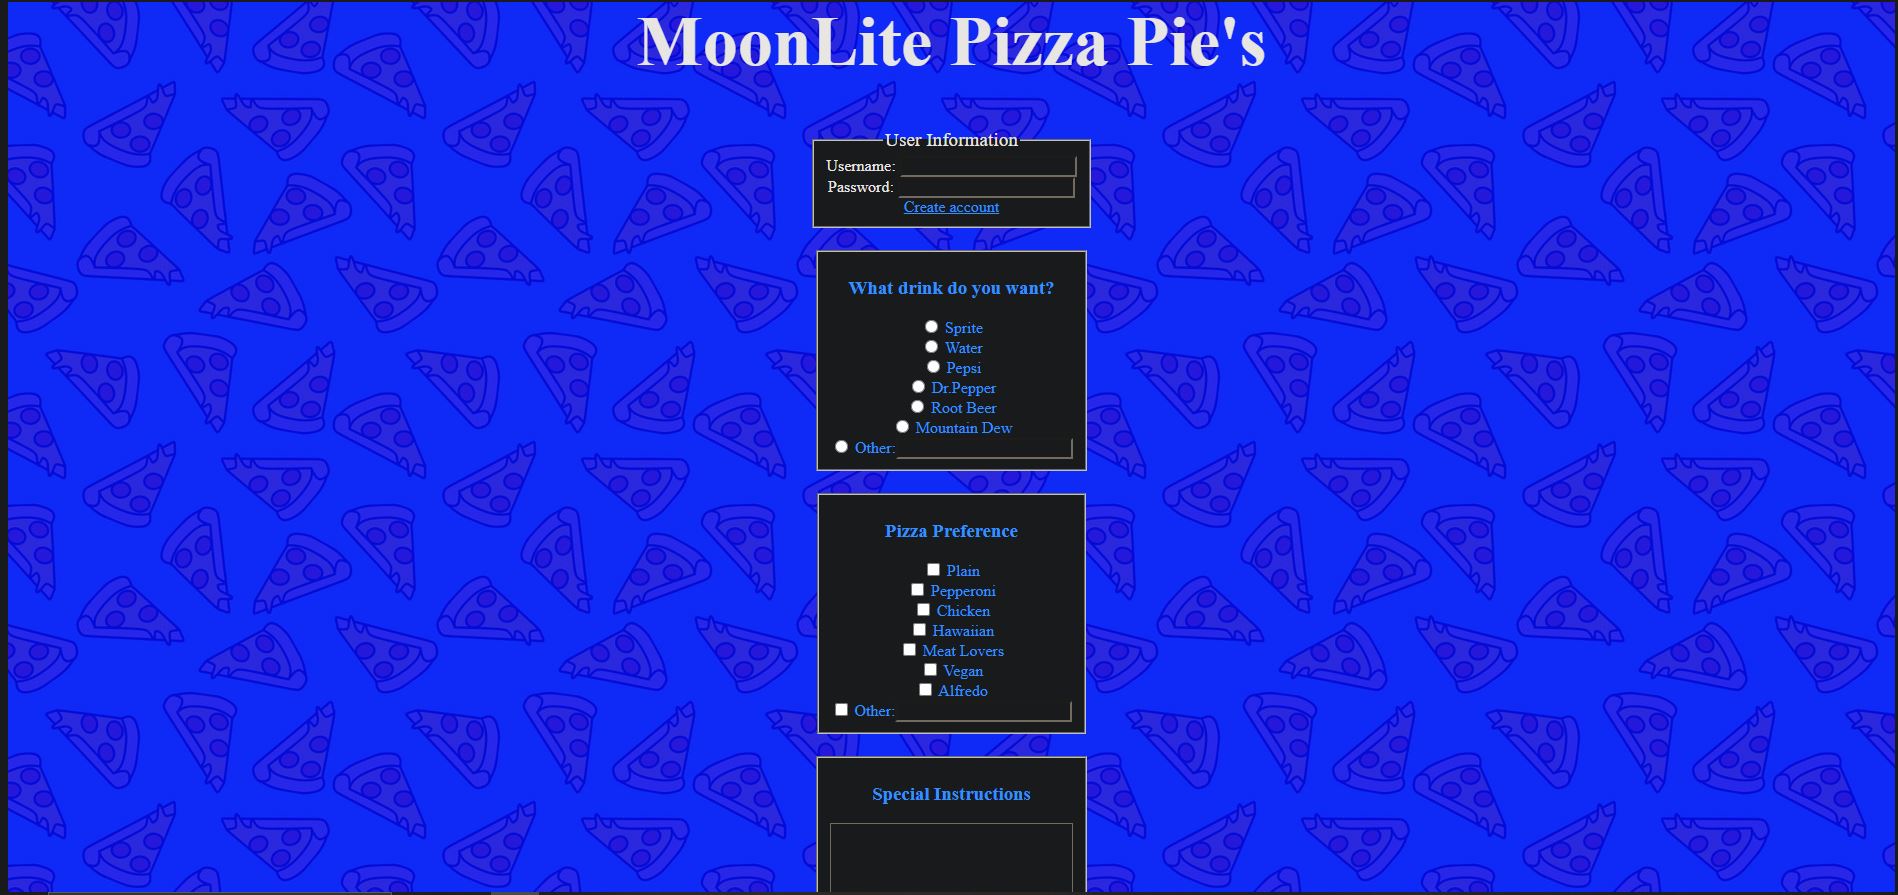 MoonLite Pizza Pie's
User Information
Username:
Password:
Create account
What drink do you want?
Sprite
Water
Pepsi
Dr.Pepper
Root Beer
Mountain Dew
Other:
Pizza Preference
Plain
Pepperoni
Chicken
Hawaiian
Meat Lovers
Vegan
Alfredo
Other:
Special Instructions